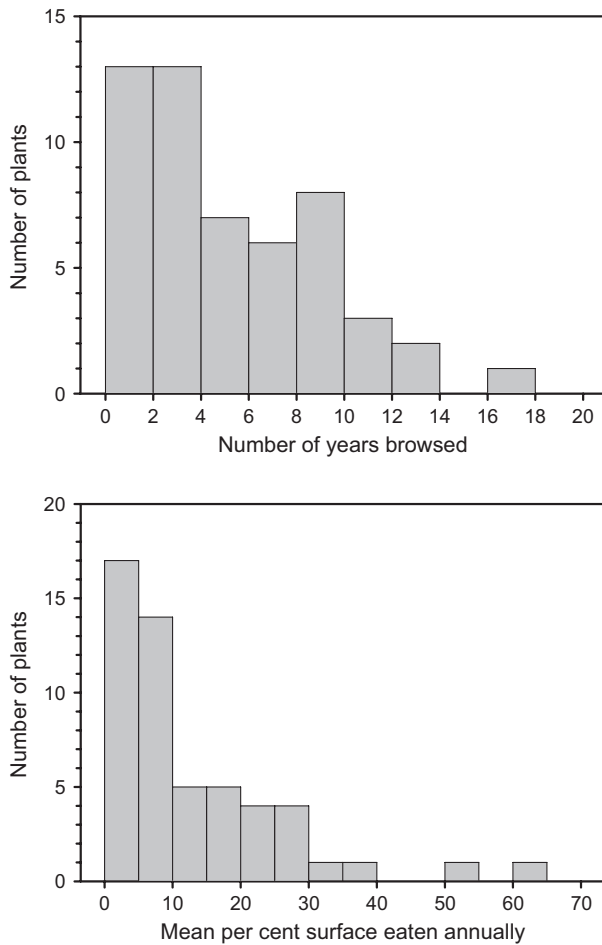 15
10
5
0
Number of plants
0 2 4 6 8 10 12 14 16 18 20
Number of years browsed
20
15
10
5
0
Number of plants
0 10 20 30 40 50 60 70
Mean per cent surface eaten annually